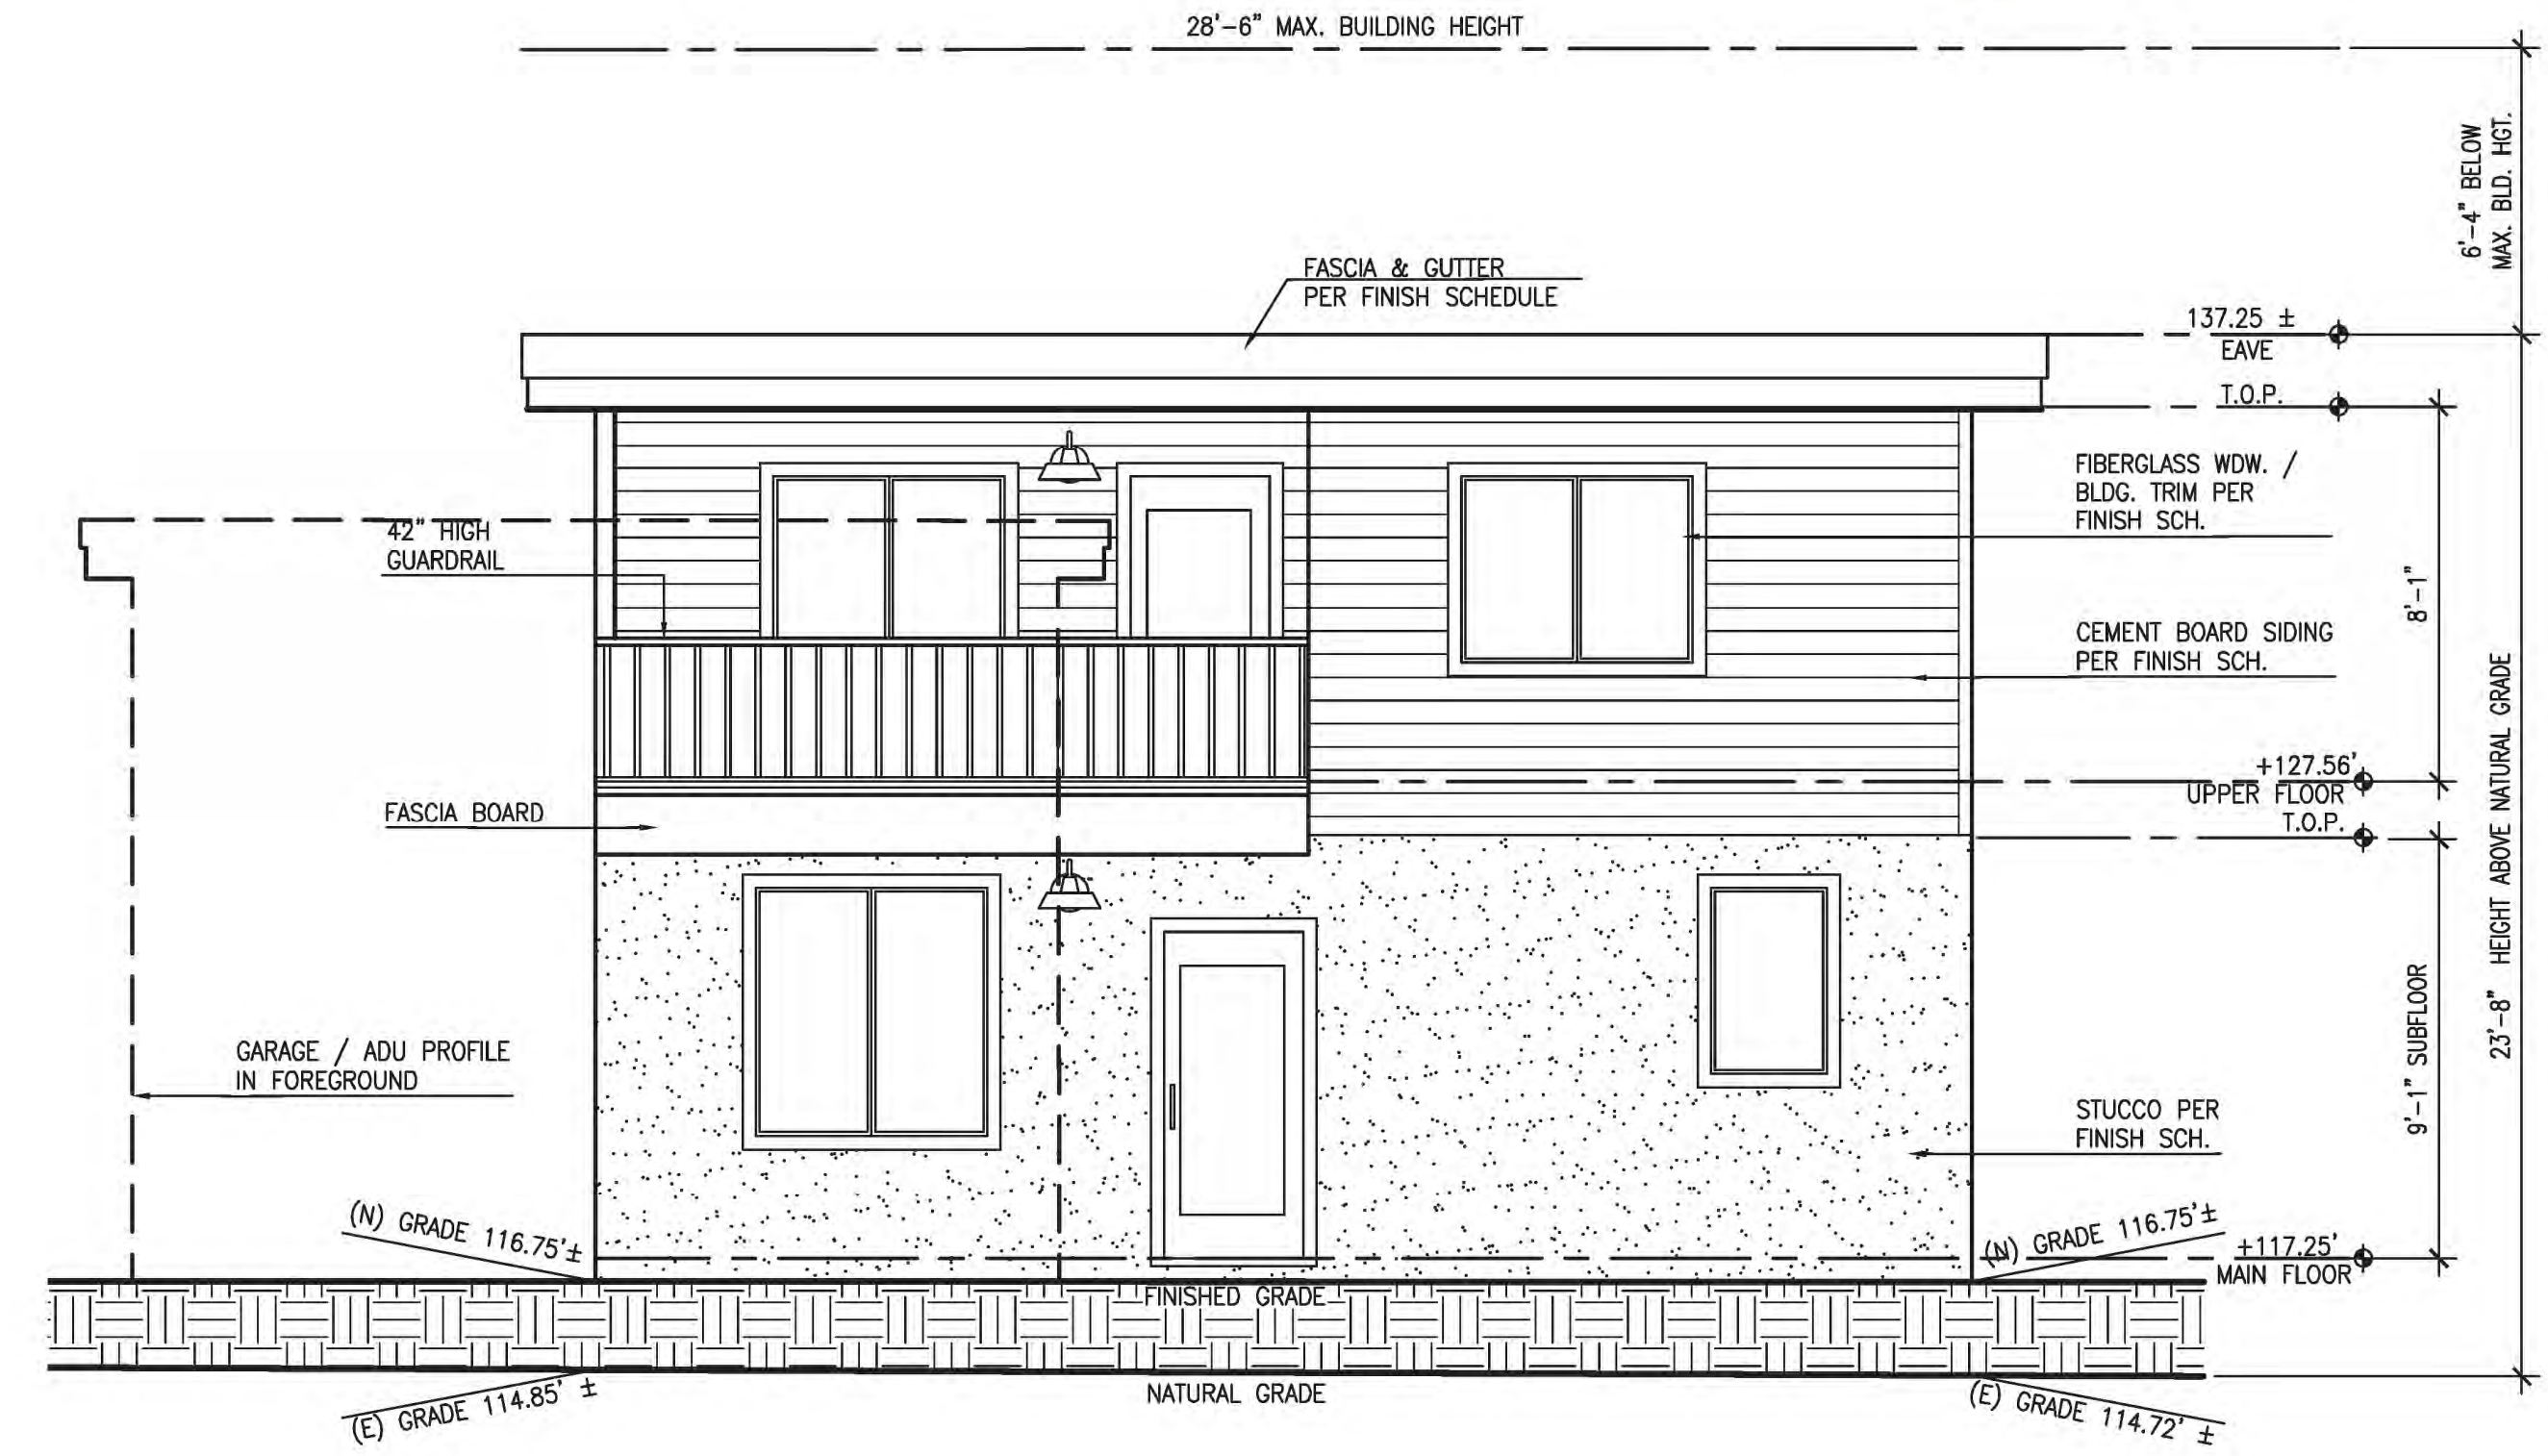 28'-6" MAX. BUILDING HEIGHT
6'-4" BELOW
MAX. BLD. HGT.
FASCIA & GUTTER
PER FINISH SCHEDULE
137.25 ±
EAVE
T.O.P.
FIBERGLASS WDW. /
BLDG. TRIM PER
FINISH SCH.
42" HIGH
GUARDRAIL
8'-1"
CEMENT BOARD SIDING
PER FINISH SCH.
+127.56'
UPPER FLOOR
T.O.P.
FASCIA BOARD
23'-8" HEIGHT ABOVE NATURAL GRADE
9'-1" SUBFLOOR
GARAGE / ADU PROFILE
IN FOREGROUND
STUCCO PER
FINISH SCH.
(N) GRADE 116.75'±
(N) GRADE 116.75'±
+117.25'
MAIN FLOOR
FINISHED GRADE
NATURAL GRADE
(E) GRADE 114.85' ±
(E) GRADE 114.72' ±